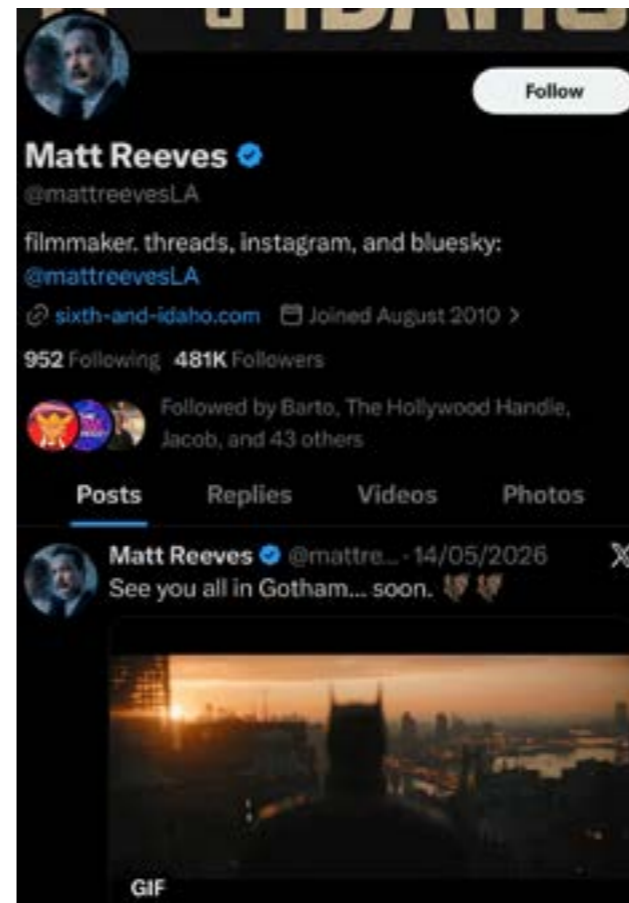 IDAHO
Follow
Matt Reeves
@mattreevesLA
filmmaker. threads, instagram, and bluesky:
@mattreevesLA
sixth-and-idaho.com Joined August 2010 >
952 Following 481K Followers
Followed by Barto, The Hollywood Handle,
Jacob, and 43 others
Posts Replies Videos Photos
Matt Reeves @mattre... · 14/05/2026
See you all in Gotham... soon. 🦇🦇
GIF